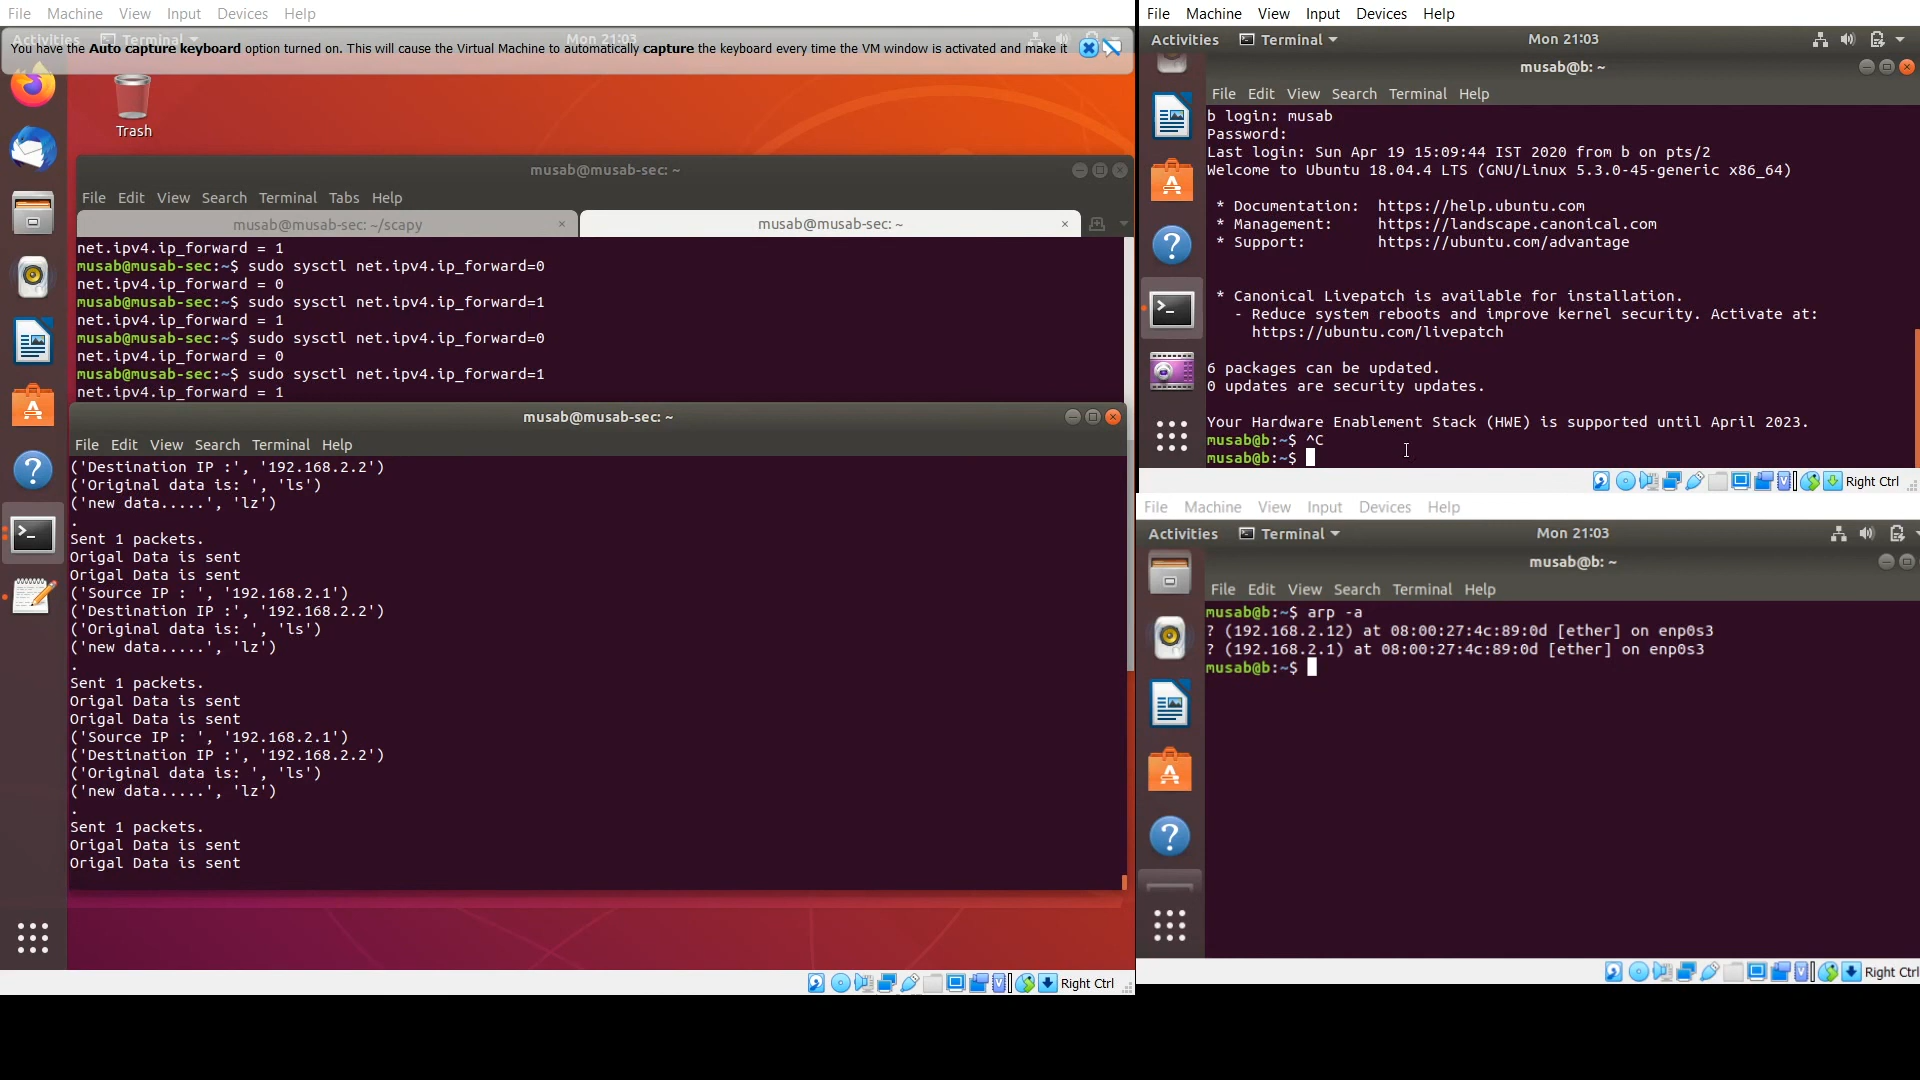 File Machine View Input Devices Help
Activities Terminal Mon 21:03
You have the Auto capture keyboard option turned on. This will cause the Virtual Machine to automatically capture the keyboard every time the VM window is activated and make it
Trash
musab@musab-sec: ~
File Edit View Search Terminal Tabs Help
musab@musab-sec: ~/scapy × musab@musab-sec: ~ ×
net.ipv4.ip_forward = 1
musab@musab-sec:~$ sudo sysctl net.ipv4.ip_forward=0
net.ipv4.ip_forward = 0
musab@musab-sec:~$ sudo sysctl net.ipv4.ip_forward=1
net.ipv4.ip_forward = 1
musab@musab-sec:~$ sudo sysctl net.ipv4.ip_forward=0
net.ipv4.ip_forward = 0
musab@musab-sec:~$ sudo sysctl net.ipv4.ip_forward=1
net.ipv4.ip_forward = 1
musab@musab-sec: ~
File Edit View Search Terminal Help
('Destination IP :', '192.168.2.2')
('Original data is: ', 'ls')
('new data.....', 'lz')
.
Sent 1 packets.
Origal Data is sent
Origal Data is sent
('Source IP : ', '192.168.2.1')
('Destination IP :', '192.168.2.2')
('Original data is: ', 'ls')
('new data.....', 'lz')
.
Sent 1 packets.
Origal Data is sent
Origal Data is sent
('Source IP : ', '192.168.2.1')
('Destination IP :', '192.168.2.2')
('Original data is: ', 'ls')
('new data.....', 'lz')
.
Sent 1 packets.
Origal Data is sent
Origal Data is sent
Right Ctrl
File Machine View Input Devices Help
Activities Terminal Mon 21:03
musab@b: ~
File Edit View Search Terminal Help
b login: musab
Password:
Last login: Sun Apr 19 15:09:44 IST 2020 from b on pts/2
Welcome to Ubuntu 18.04.4 LTS (GNU/Linux 5.3.0-45-generic x86_64)
* Documentation: https://help.ubuntu.com
* Management: https://landscape.canonical.com
* Support: https://ubuntu.com/advantage
* Canonical Livepatch is available for installation.
- Reduce system reboots and improve kernel security. Activate at:
https://ubuntu.com/livepatch
6 packages can be updated.
0 updates are security updates.
Your Hardware Enablement Stack (HWE) is supported until April 2023.
musab@b:~$ ^C
musab@b:~$
Right Ctrl
File Machine View Input Devices Help
Activities Terminal Mon 21:03
musab@b: ~
File Edit View Search Terminal Help
musab@b:~$ arp -a
? (192.168.2.12) at 08:00:27:4c:89:0d [ether] on enp0s3
? (192.168.2.1) at 08:00:27:4c:89:0d [ether] on enp0s3
musab@b:~$
Right Ctrl